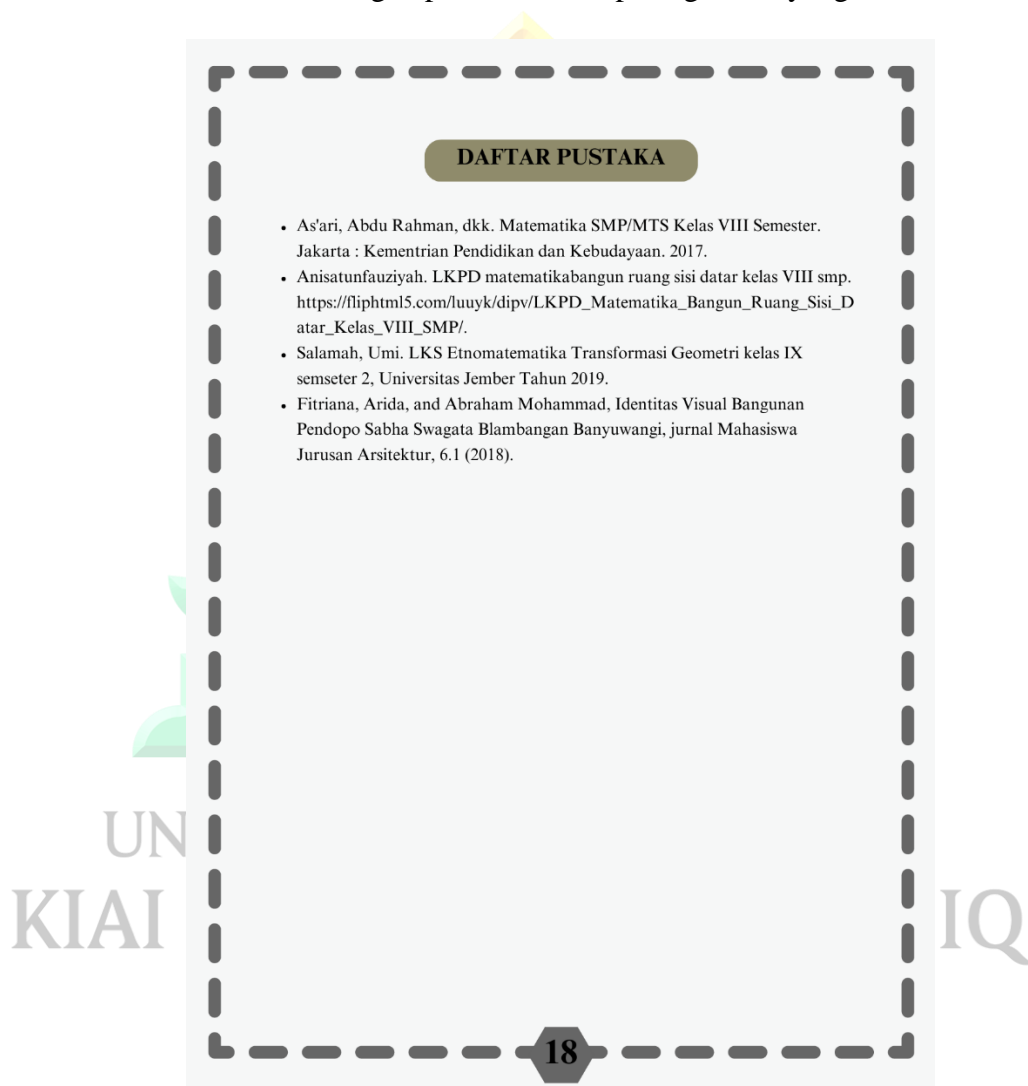 DAFTAR PUSTAKA
• As'ari, Abdu Rahman, dkk. Matematika SMP/MTS Kelas VIII Semester.
Jakarta : Kementrian Pendidikan dan Kebudayaan. 2017.
• Anisatunfauziyah. LKPD matematikabangun ruang sisi datar kelas VIII smp.
https://fliphtml5.com/luuyk/dipv/LKPD_Matematika_Bangun_Ruang_Sisi_D
atar_Kelas_VIII_SMP/.
• Salamah, Umi. LKS Etnomatematika Transformasi Geometri kelas IX
semseter 2, Universitas Jember Tahun 2019.
• Fitriana, Arida, and Abraham Mohammad, Identitas Visual Bangunan
Pendopo Sabha Swagata Blambangan Banyuwangi, jurnal Mahasiswa
Jurusan Arsitektur, 6.1 (2018).
UN
KIAI IQ
18